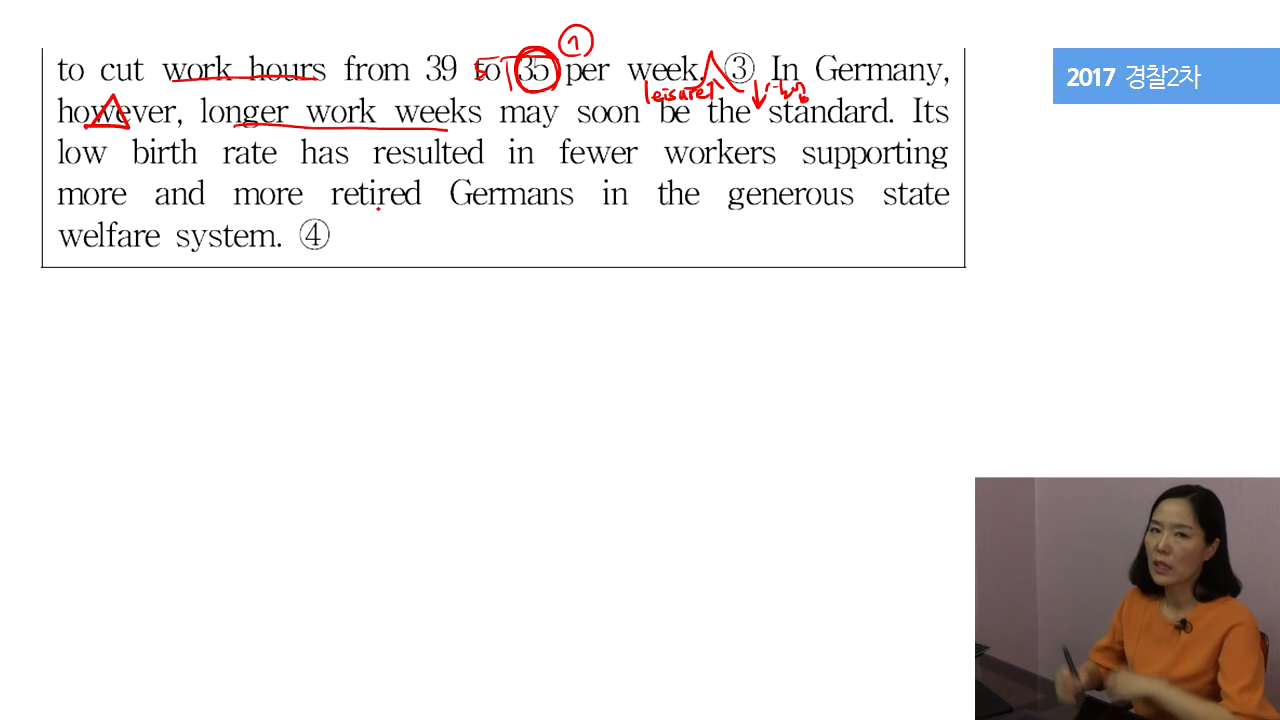 to cut work hours from 39 to 35 per week. ③ In Germany,
however, longer work weeks may soon be the standard. Its
low birth rate has resulted in fewer workers supporting
more and more retired Germans in the generous state
welfare system. ④
2017 경찰2차
leisure↑